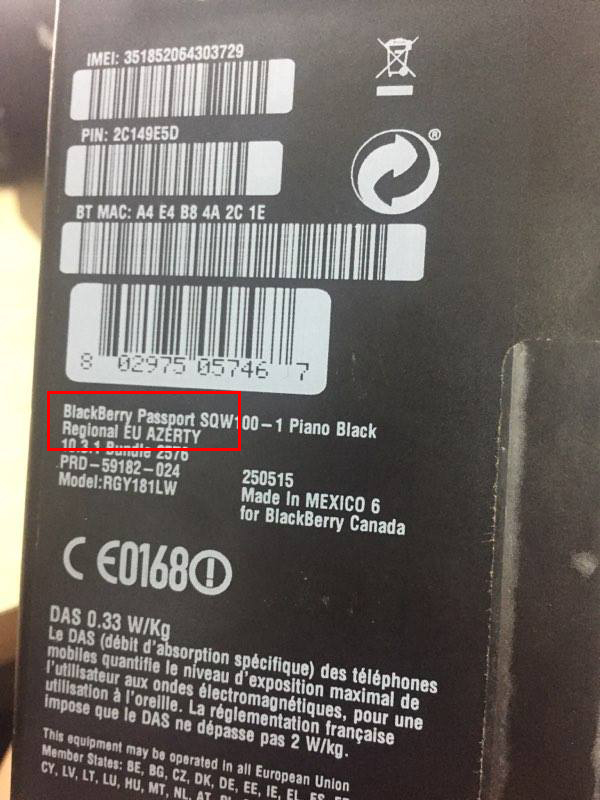 IMEI: 351852064303729
PIN: 2C149E5D
BT MAC: A4 E4 B8 4A 2C 1E
8 02975 05746 7
BlackBerry Passport SQW100-1 Piano Black
Regional EU AZERTY
10.3.1 Bundle 2576
PRD-59182-024
Model:RGY181LW
250515
Made In MEXICO 6
for BlackBerry Canada
CE0168
DAS 0.33 W/Kg
Le DAS (débit d'absorption spécifique) des téléphones
mobiles quantifie le niveau d'exposition maximal de
l'utilisateur aux ondes électromagnétiques, pour une
utilisation à l'oreille. La réglementation française
impose que le DAS ne dépasse pas 2 W/kg.
This equipment may be operated in all European Union
Member States: BE, BG, CZ, DK, DE, EE, IE, EL, ES,
CY, LV, LT, LU, HU, MT, NL, AT,